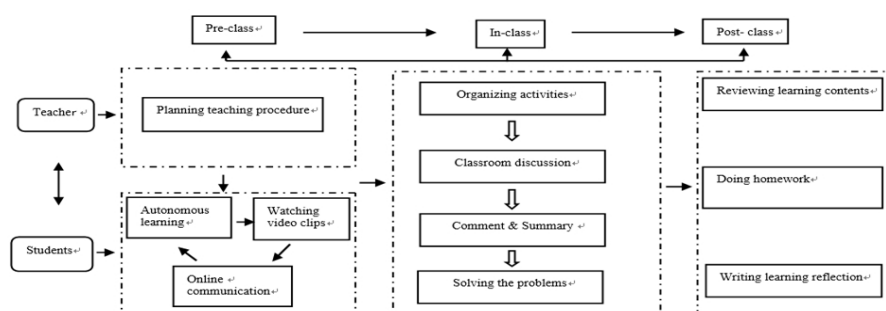 Pre-class
In-class
Post- class
Teacher
Planning teaching procedure
Organizing activities
Reviewing learning contents
Classroom discussion
Doing homework
Autonomous
learning
Watching
video clips
Comment & Summary
Students
Online
communication
Solving the problems
Writing learning reflection